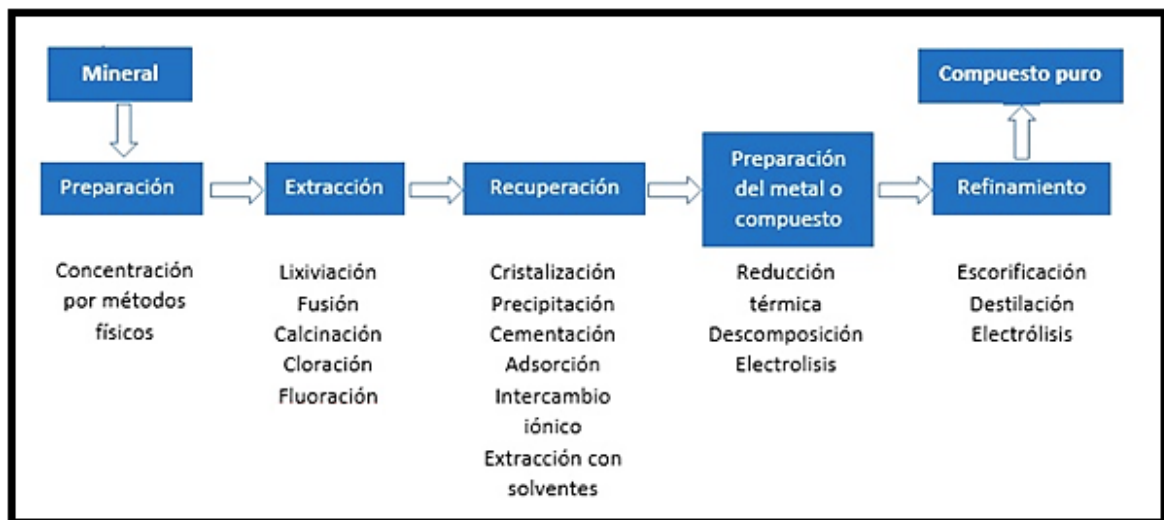 Mineral
Compuesto puro
Preparación
Extracción
Recuperación
Preparación
del metal o
compuesto
Refinamiento
Concentración
por métodos
físicos
Lixiviación
Fusión
Calcinación
Cloración
Fluoración
Cristalización
Precipitación
Cementación
Adsorción
Intercambio
iónico
Extracción con
solventes
Reducción
térmica
Descomposición
Electrolisis
Escorificación
Destilación
Electrólisis